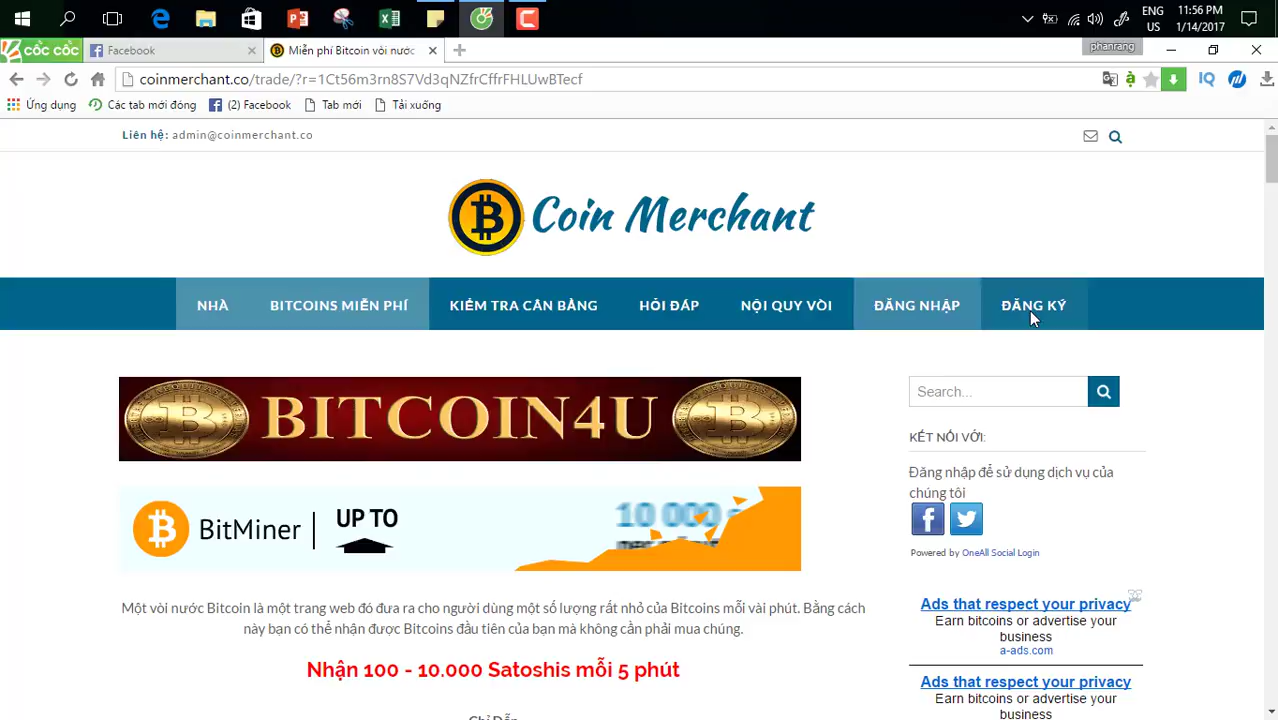 ENG
US
11:56 PM
1/14/2017
CỐC CỐC
Facebook
Miễn phí Bitcoin vòi nước
phanrang
coinmerchant.co/trade/?r=1Ct56m3rn8S7Vd3qNZfrCffrFHLUwBTecf
IQ
Ứng dụng
Các tab mới đóng
(2) Facebook
Tab mới
Tải xuống
Liên hệ: admin@coinmerchant.co
Coin Merchant
NHÀ
BITCOINS MIỄN PHÍ
KIỂM TRA CÂN BẰNG
HỎI ĐÁP
NỘI QUY VÒI
ĐĂNG NHẬP
ĐĂNG KÝ
BITCOIN4U
Search...
KẾT NỐI VỚI:
Đăng nhập để sử dụng dịch vụ của
chúng tôi
Powered by OneAll Social Login
BitMiner
UP TO
10 000
Một vòi nước Bitcoin là một trang web đó đưa ra cho người dùng một số lượng rất nhỏ của Bitcoins mỗi vài phút. Bằng cách
này bạn có thể nhận được Bitcoins đầu tiên của bạn mà không cần phải mua chúng.
Nhận 100 - 10.000 Satoshis mỗi 5 phút
Ads that respect your privacy
Earn bitcoins or advertise your
business
a-ads.com
Ads that respect your privacy
Earn bitcoins or advertise your
business
Chỉ Dẫn